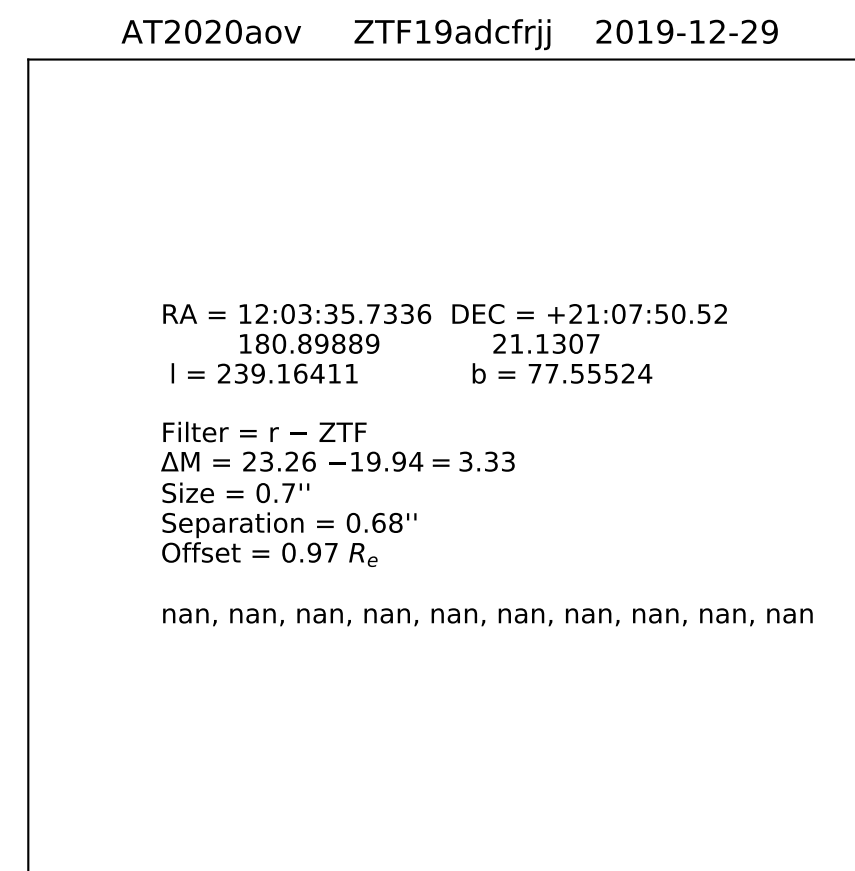 AT2020aov ZTF19adcfrjj 2019-12-29
RA = 12:03:35.7336 DEC = +21:07:50.52
180.89889 21.1307
l = 239.16411 b = 77.55524
Filter = r − ZTF
ΔM = 23.26 −19.94 = 3.33
Size = 0.7''
Separation = 0.68''
Offset = 0.97 Re
nan, nan, nan, nan, nan, nan, nan, nan, nan, nan